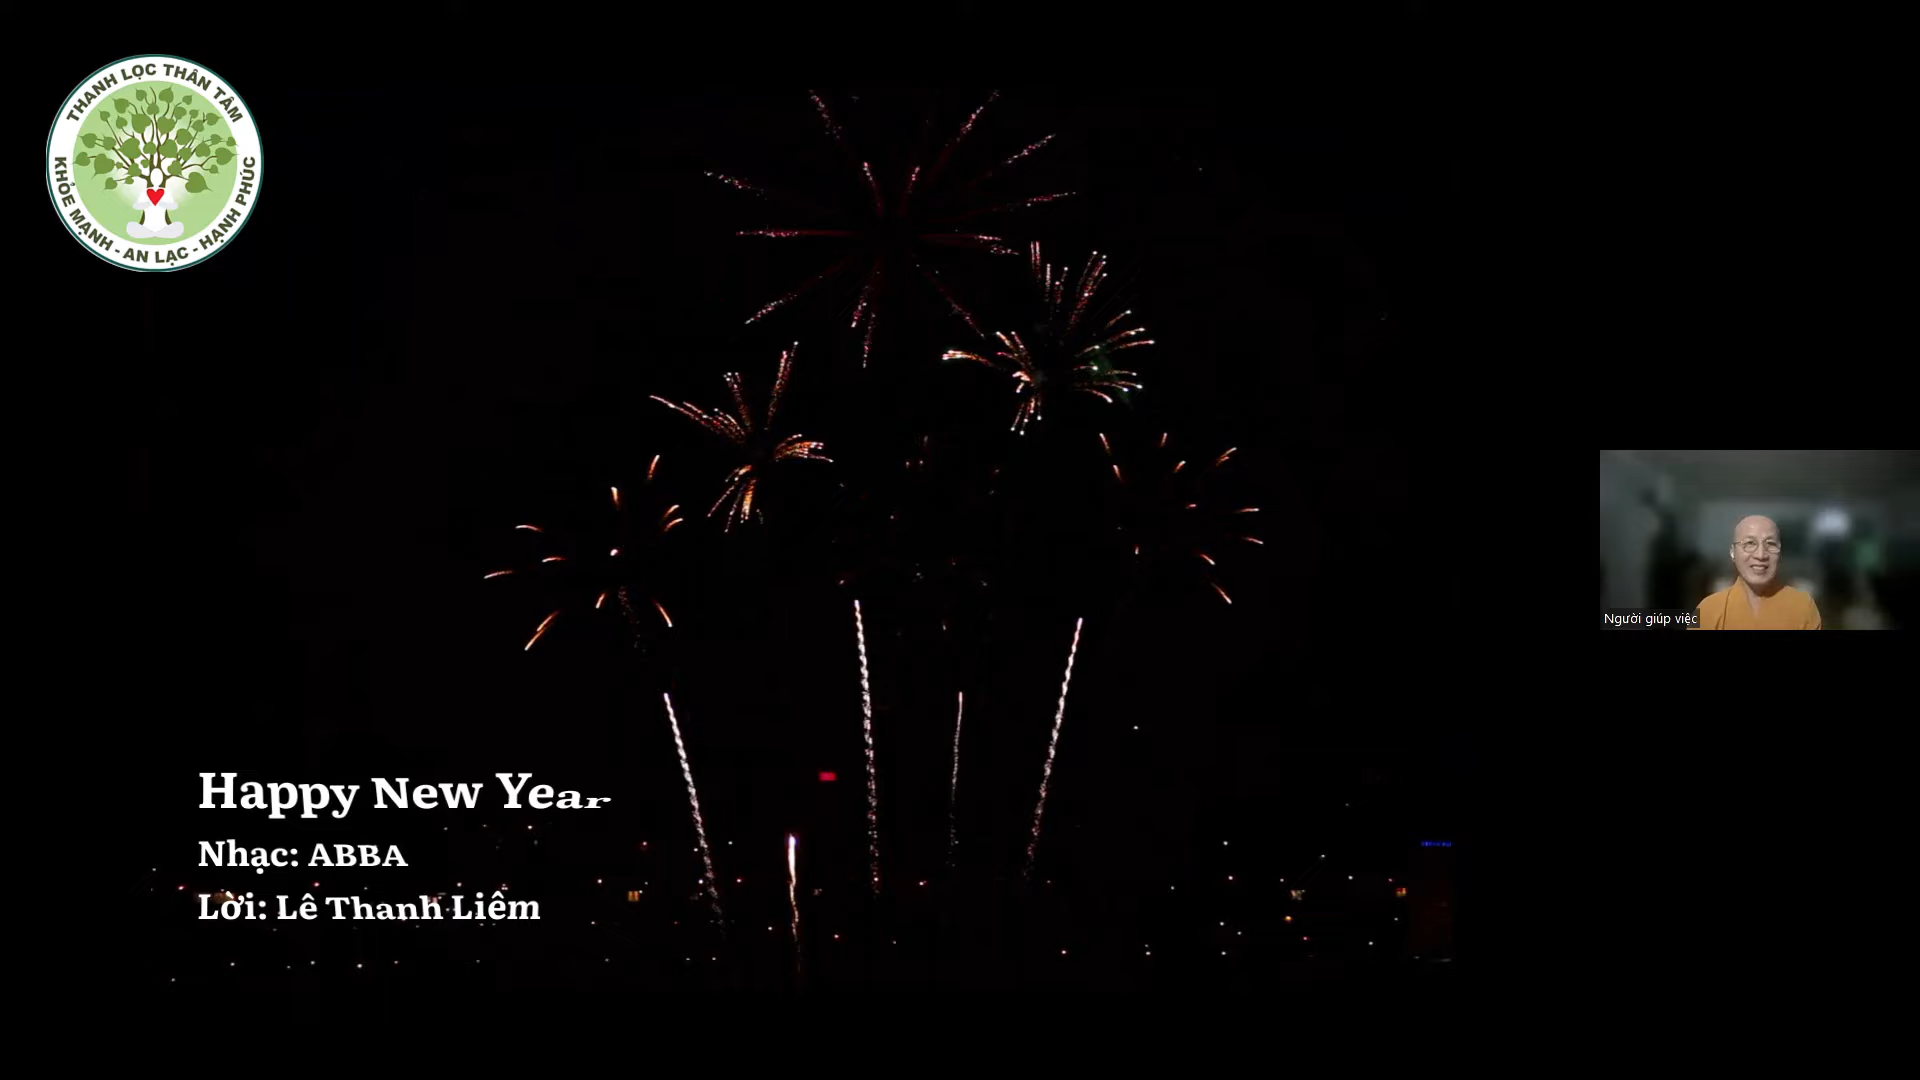 THANH LỌC THÂN TÂM
KHỎE MẠNH - AN LẠC - HẠNH PHÚC
Happy New Year
Nhạc: ABBA
Lời: Lê Thanh Liêm
Người giúp việc